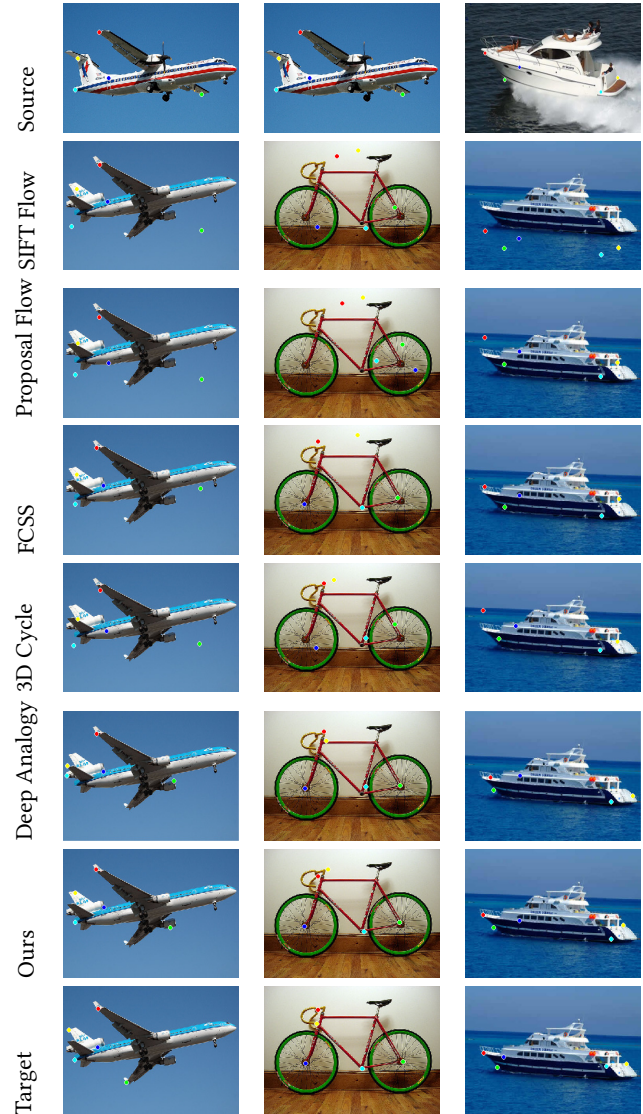 Source
SIFT Flow
Proposal Flow
FCSS
3D Cycle
Deep Analogy
Ours
Target